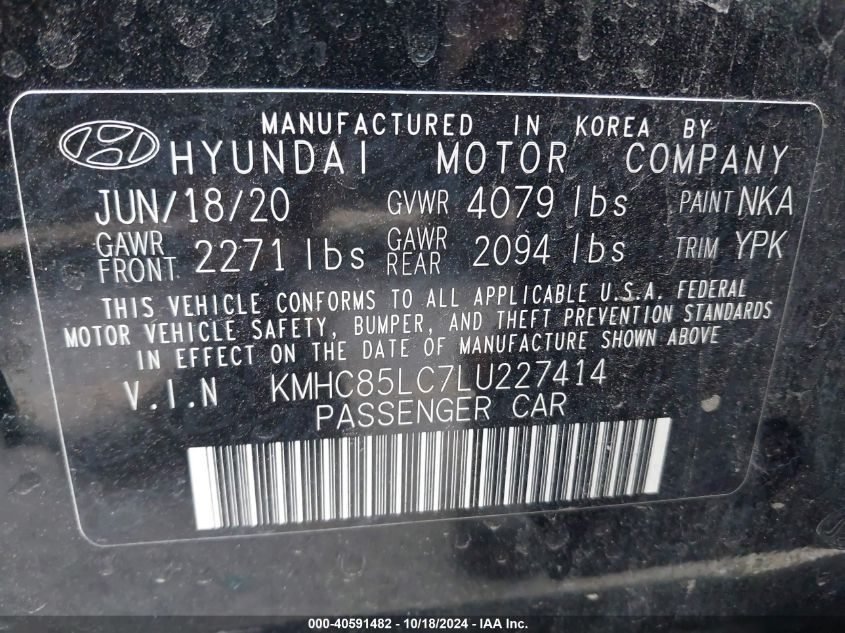 MANUFACTURED IN KOREA BY
HYUNDAI MOTOR COMPANY
JUN/18/20 GVWR 4079 lbs PAINT NKA
GAWR FRONT 2271 lbs GAWR REAR 2094 lbs TRIM YPK
THIS VEHICLE CONFORMS TO ALL APPLICABLE U.S.A. FEDERAL
MOTOR VEHICLE SAFETY, BUMPER, AND THEFT PREVENTION STANDARDS
IN EFFECT ON THE DATE OF MANUFACTURE SHOWN ABOVE
V.I.N KMHC85LC7LU227414
PASSENGER CAR
000-40591482 - 10/18/2024 - IAA Inc.